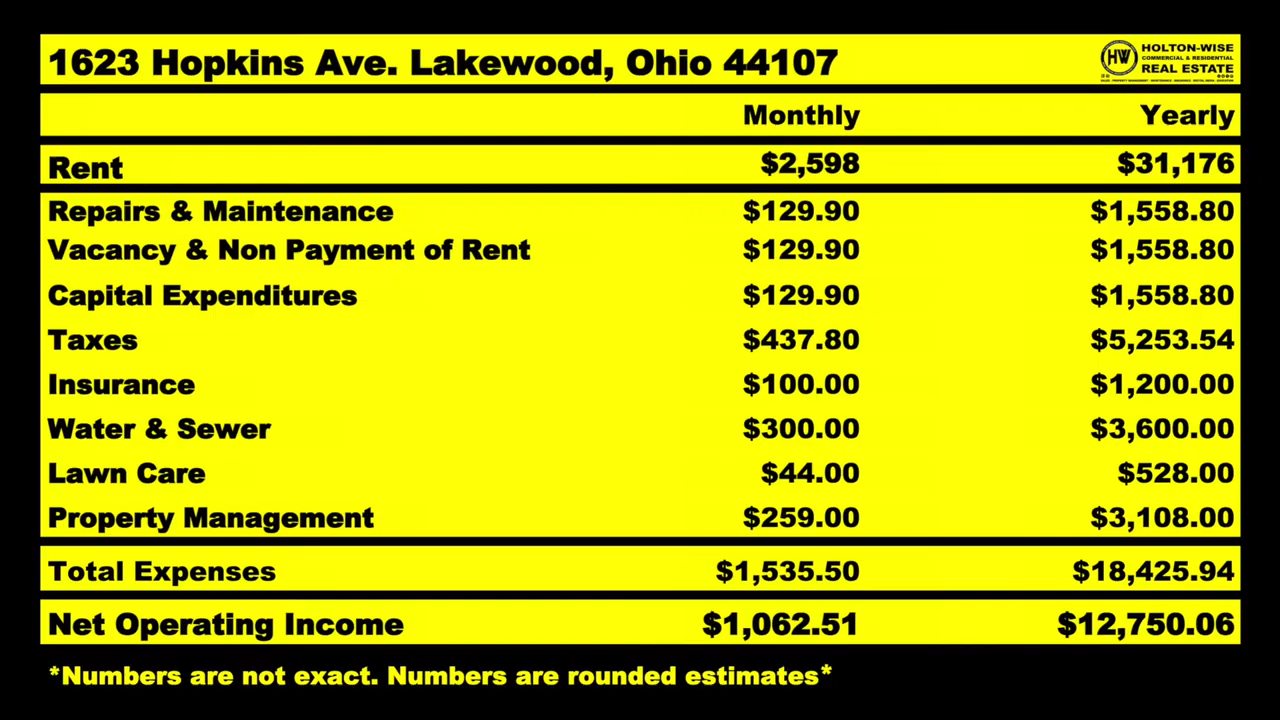 1623 Hopkins Ave. Lakewood, Ohio 44107
HW
HOLTON-WISE
COMMERCIAL & RESIDENTIAL
REAL ESTATE
Monthly Yearly
Rent $2,598 $31,176
Repairs & Maintenance $129.90 $1,558.80
Vacancy & Non Payment of Rent $129.90 $1,558.80
Capital Expenditures $129.90 $1,558.80
Taxes $437.80 $5,253.54
Insurance $100.00 $1,200.00
Water & Sewer $300.00 $3,600.00
Lawn Care $44.00 $528.00
Property Management $259.00 $3,108.00
Total Expenses $1,535.50 $18,425.94
Net Operating Income $1,062.51 $12,750.06
*Numbers are not exact. Numbers are rounded estimates*